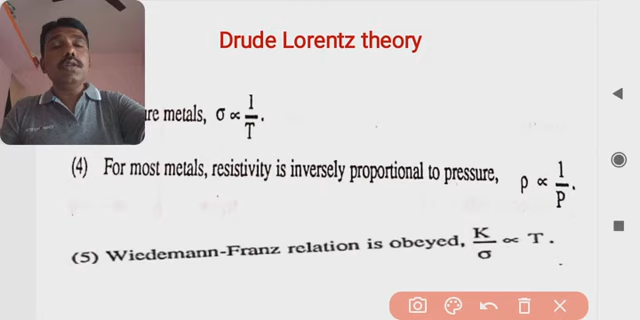 Drude Lorentz theory
ure metals, σ ∝ 1/T.
(4) For most metals, resistivity is inversely proportional to pressure, ρ ∝ 1/P.
(5) Wiedemann-Franz relation is obeyed, K/σ ∝ T.